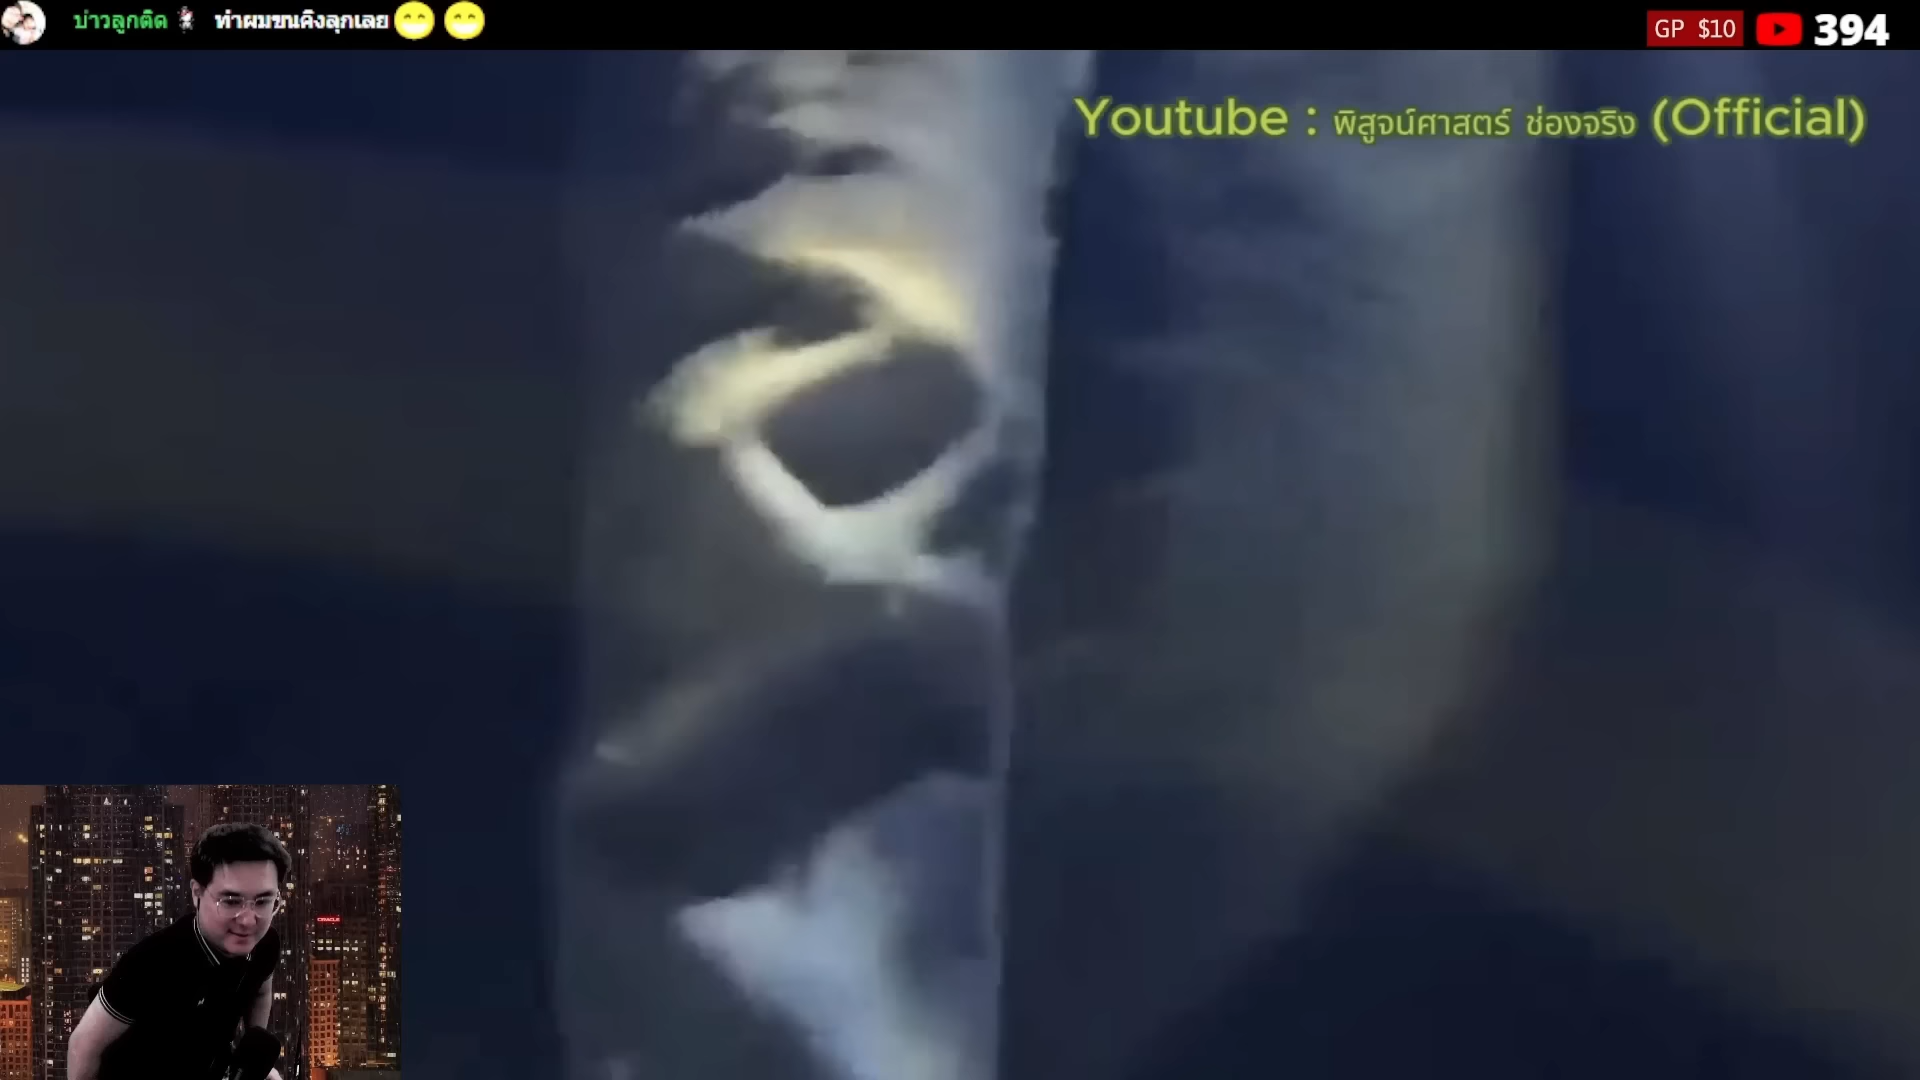 บ่าวลูกติด ทำผมขนคิงลุกเลย
GP $10
394
Youtube : พิสูจน์ศาสตร์ ช่องจริง (Official)
ORACLE